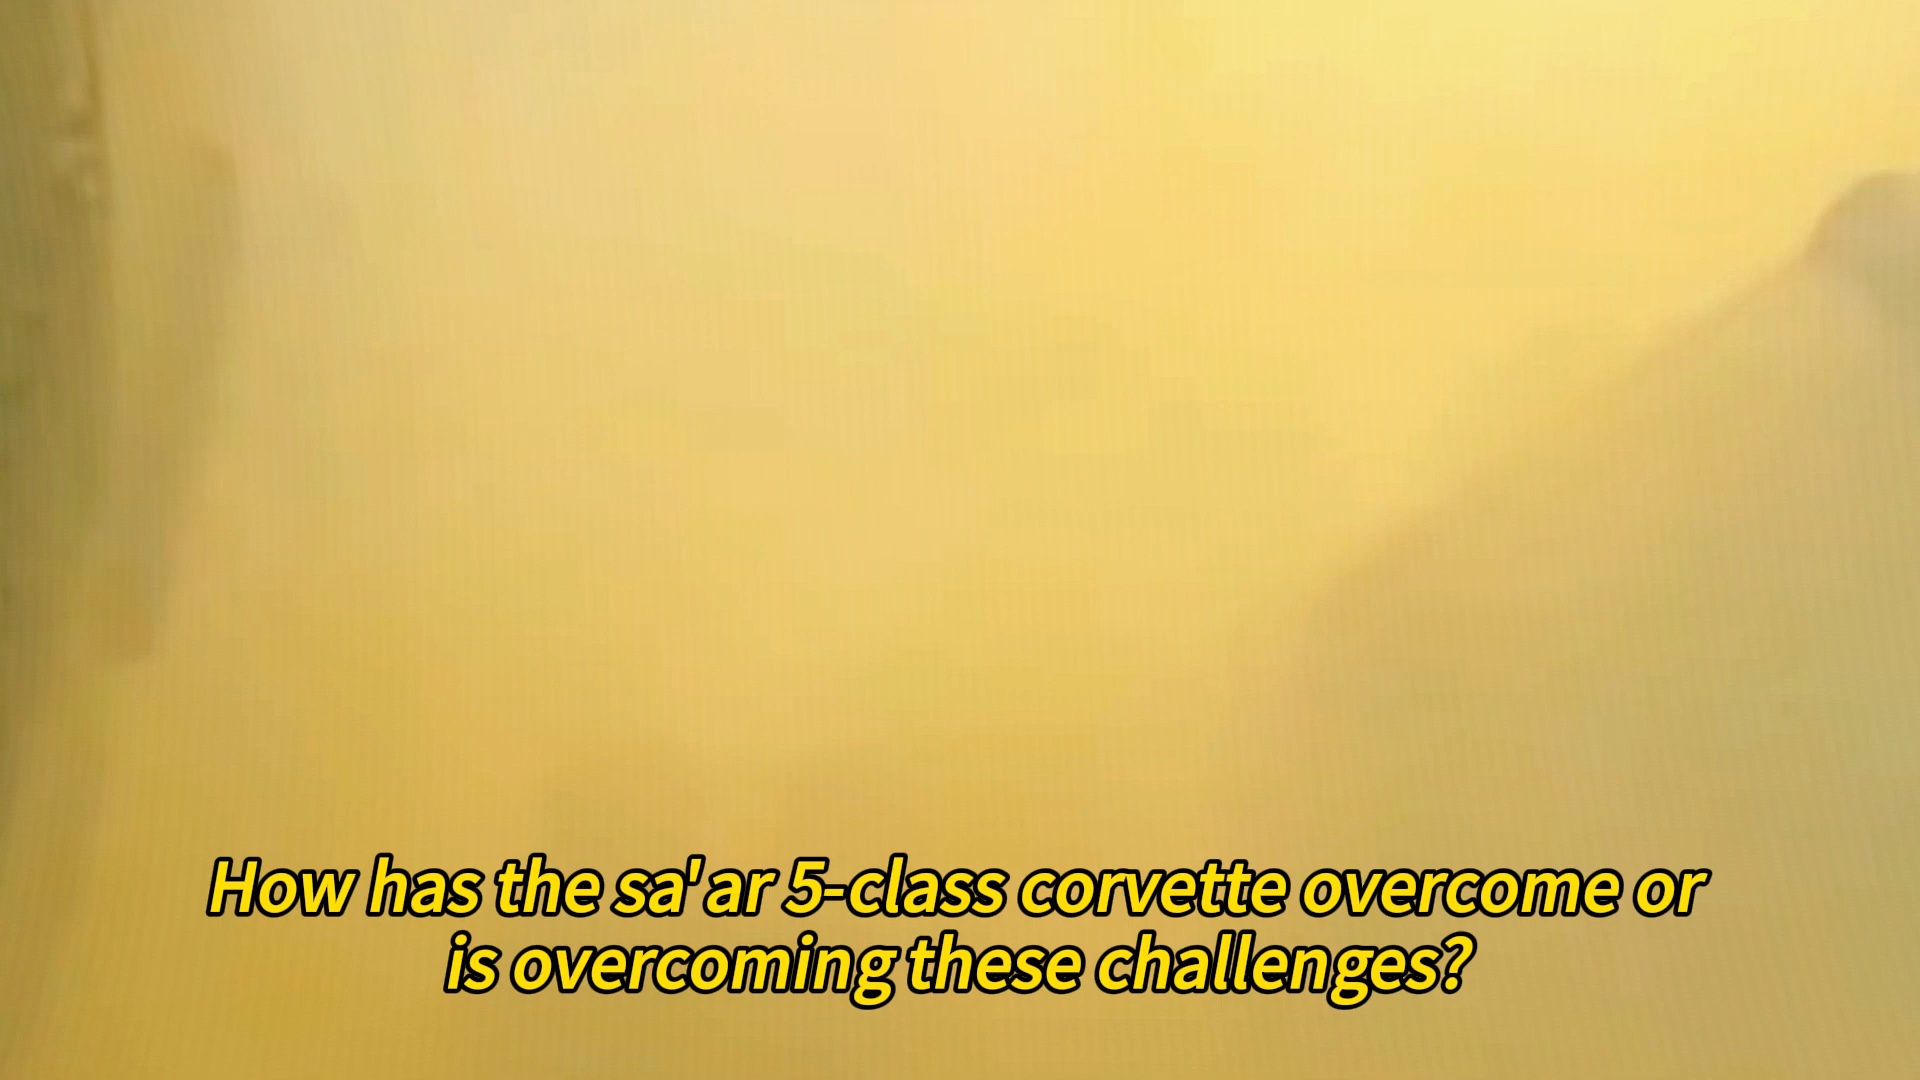 How has the sa'ar 5-class corvette overcome or
is overcoming these challenges?